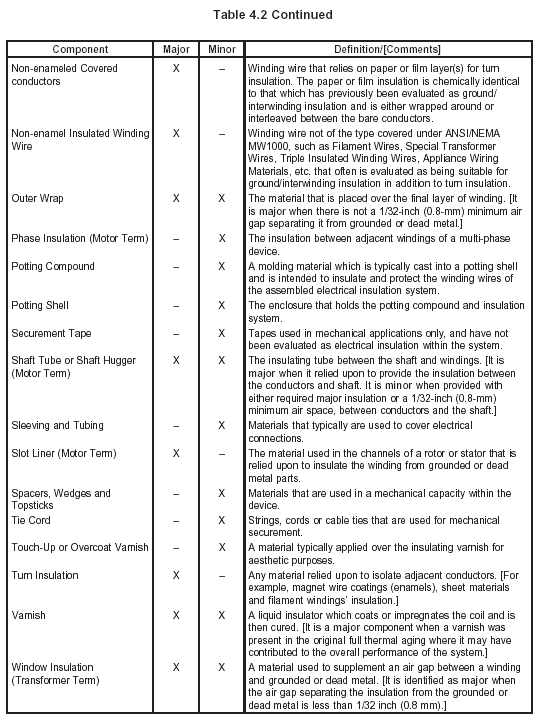 Table 4.2 Continued
Component Major Minor Definition/[Comments]
Non-enameled Covered X – Winding wire that relies on paper or film layer(s) for turn
conductors insulation. The paper or film insulation is chemically identical
to that which has previously been evaluated as ground/
interwinding insulation and is either wrapped around or
interleaved between the bare conductors.
Non-enamel Insulated Winding X – Winding wire not of the type covered under ANSI/NEMA
Wire MW1000, such as Filament Wires, Special Transformer
Wires, Triple Insulated Winding Wires, Appliance Wiring
Materials, etc. that often is evaluated as being suitable for
ground/interwinding insulation in addition to turn insulation.
Outer Wrap X X The material that is placed over the final layer of winding. [It
is major when there is not a 1/32-inch (0.8-mm) minimum air
gap separating it from grounded or dead metal.]
Phase Insulation (Motor Term) – X The insulation between adjacent windings of a multi-phase
device.
Potting Compound – X A molding material which is typically cast into a potting shell
and is intended to insulate and protect the winding wires of
the assembled electrical insulation system.
Potting Shell – X The enclosure that holds the potting compound and insulation
system.
Securement Tape – X Tapes used in mechanical applications only, and have not
been evaluated as electrical insulation within the system.
Shaft Tube or Shaft Hugger X X The insulating tube between the shaft and windings. [It is
(Motor Term) major when it relied upon to provide the insulation between
the conductors and shaft. It is minor when provided with
either required major insulation or a 1/32-inch (0.8-mm)
minimum air space, between conductors and the shaft.]
Sleeving and Tubing – X Materials that typically are used to cover electrical
connections.
Slot Liner (Motor Term) X – The material used in the channels of a rotor or stator that is
relied upon to insulate the winding from grounded or dead
metal parts.
Spacers, Wedges and – X Materials that are used in a mechanical capacity within the
Topsticks device.
Tie Cord – X Strings, cords or cable ties that are used for mechanical
securement.
Touch-Up or Overcoat Varnish – X A material typically applied over the insulating varnish for
aesthetic purposes.
Turn Insulation X – Any material relied upon to isolate adjacent conductors. [For
example, magnet wire coatings (enamels), sheet materials
and filament windings' insulation.]
Varnish X X A liquid insulator which coats or impregnates the coil and is
then cured. [It is a major component when a varnish was
present in the original full thermal aging where it may have
contributed to the overall performance of the system.]
Window Insulation X X A material used to supplement an air gap between a winding
(Transformer Term) and grounded or dead metal. [It is identified as major when
the air gap separating the insulation from the grounded or
dead metal is less than 1/32 inch (0.8 mm).]